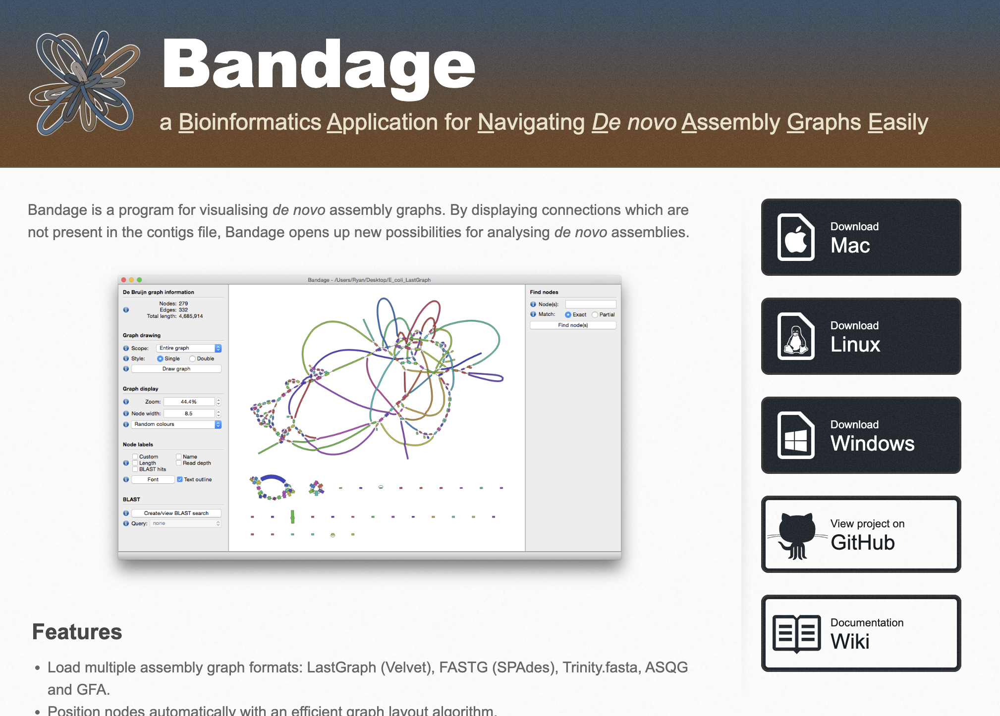 Bandage
a Bioinformatics Application for Navigating De novo Assembly Graphs Easily
Bandage is a program for visualising de novo assembly graphs. By displaying connections which are
not present in the contigs file, Bandage opens up new possibilities for analysing de novo assemblies.
Bandage - /Users/Ryan/Desktop/E_coli_LastGraph
De Bruijn graph information
Nodes: 279
Edges: 332
Total length: 4,685,914
Graph drawing
Scope: Entire graph
Style: Single Double
Draw graph
Graph display
Zoom: 44.4%
Node width: 8.5
Random colours
Node labels
Custom Name
Length Read depth
BLAST hits
Font Text outline
BLAST
Create/view BLAST search
Query: none
Find nodes
Node(s):
Match: Exact Partial
Find node(s)
Features
• Load multiple assembly graph formats: LastGraph (Velvet), FASTG (SPAdes), Trinity.fasta, ASQG
and GFA.
• Position nodes automatically with an efficient graph layout algorithm.
Download
Mac
Download
Linux
Download
Windows
View project on
GitHub
Documentation
Wiki